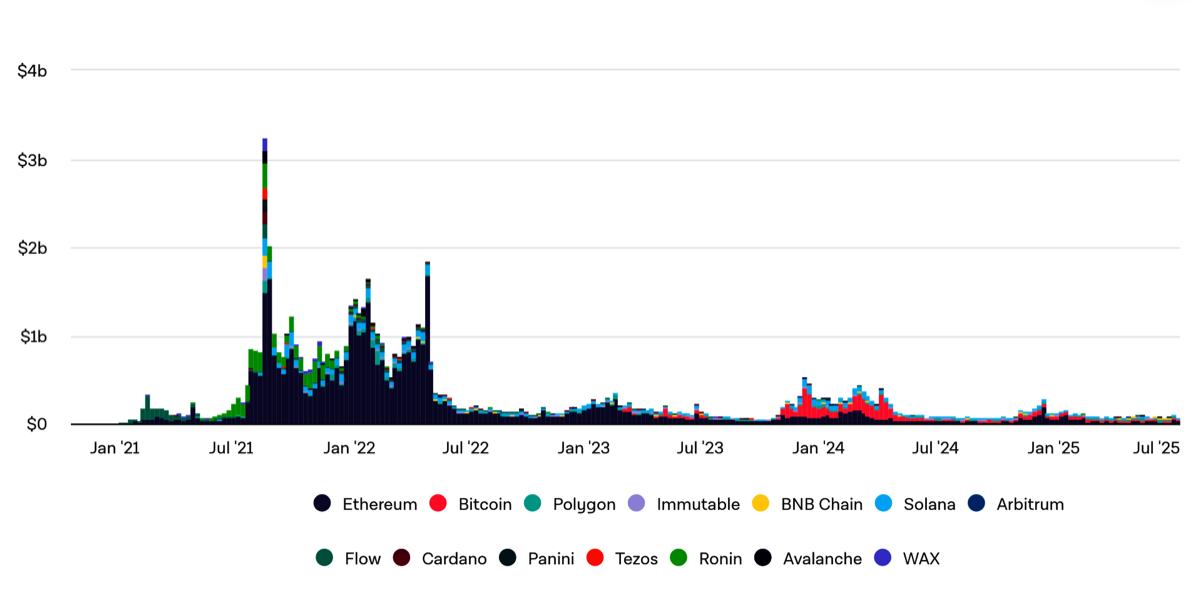 $4b
$3b
$2b
$1b
$0
Jan '21 Jul '21 Jan '22 Jul '22 Jan '23 Jul '23 Jan '24 Jul '24 Jan '25 Jul '25
Ethereum Bitcoin Polygon Immutable BNB Chain Solana Arbitrum
Flow Cardano Panini Tezos Ronin Avalanche WAX